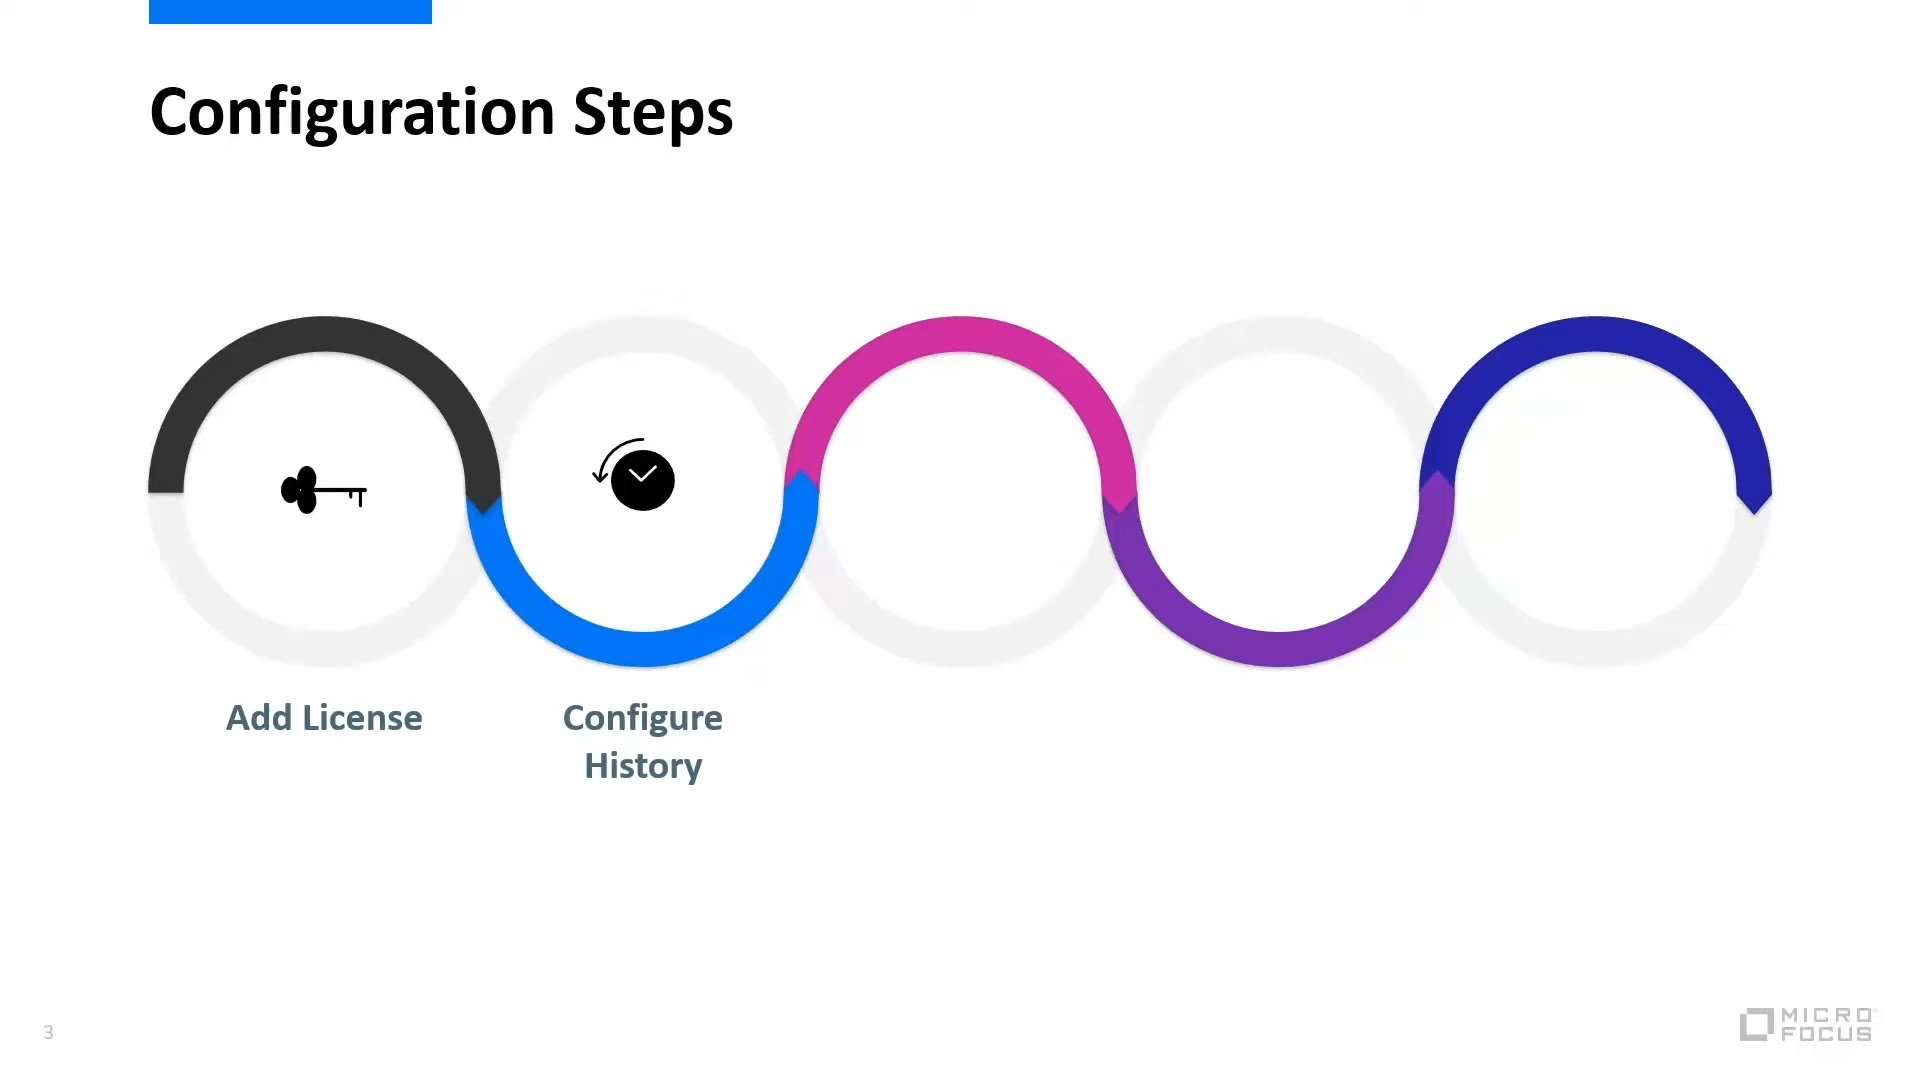 Configuration Steps
Add License
Configure
History
3
MICRO
FOCUS